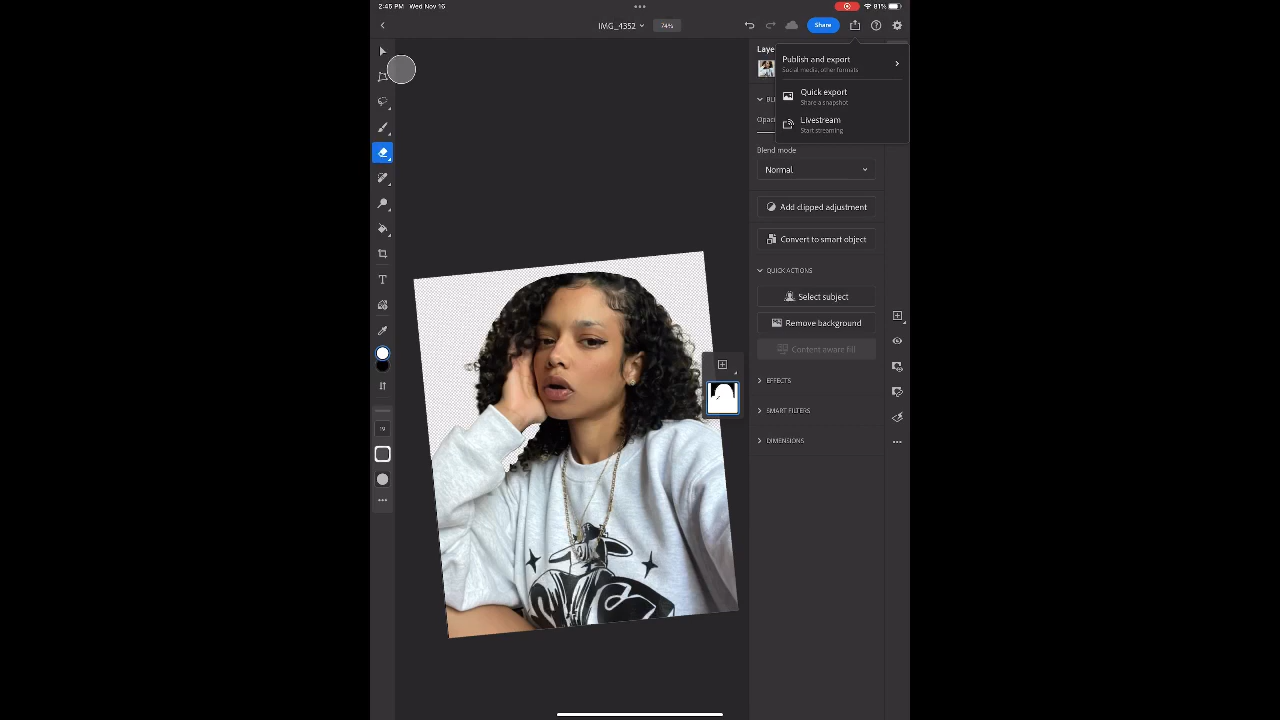 2:45 PM Wed Nov 16
81%
IMG_4352
74%
Share
Publish and export
Social media, other formats
Quick export
Share a snapshot
Livestream
Start streaming
Blend mode
Normal
Add clipped adjustment
Convert to smart object
QUICK ACTIONS
Select subject
Remove background
Content aware fill
EFFECTS
SMART FILTERS
DIMENSIONS
T
19